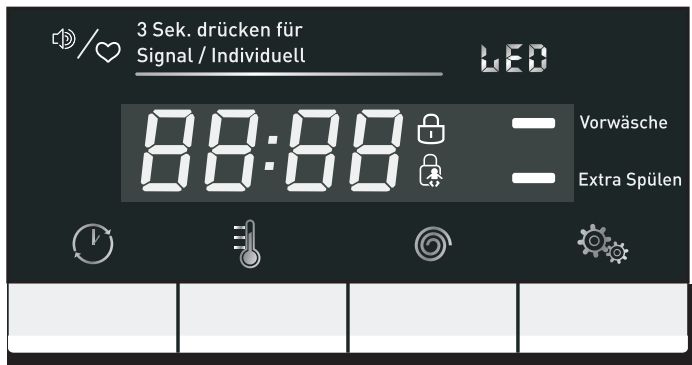 3 Sek. drücken für
Signal / Individuell
LED
88:88
Vorwäsche
Extra Spülen